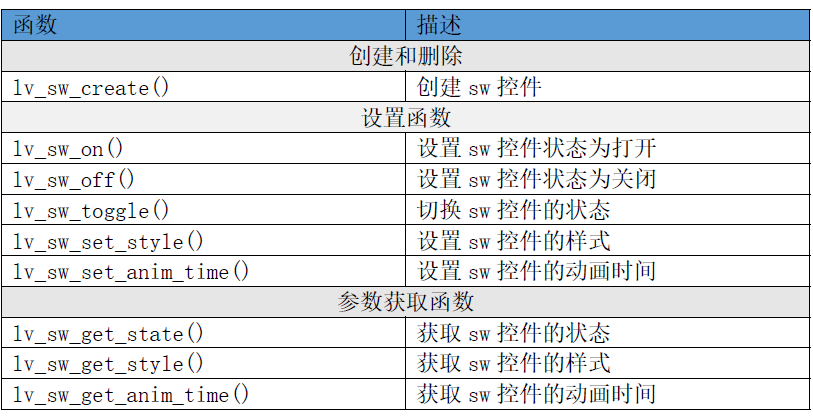 函数 描述
创建和删除
lv_sw_create() 创建 sw 控件
设置函数
lv_sw_on() 设置 sw 控件状态为打开
lv_sw_off() 设置 sw 控件状态为关闭
lv_sw_toggle() 切换 sw 控件的状态
lv_sw_set_style() 设置 sw 控件的样式
lv_sw_set_anim_time() 设置 sw 控件的动画时间
参数获取函数
lv_sw_get_state() 获取 sw 控件的状态
lv_sw_get_style() 获取 sw 控件的样式
lv_sw_get_anim_time() 获取 sw 控件的动画时间